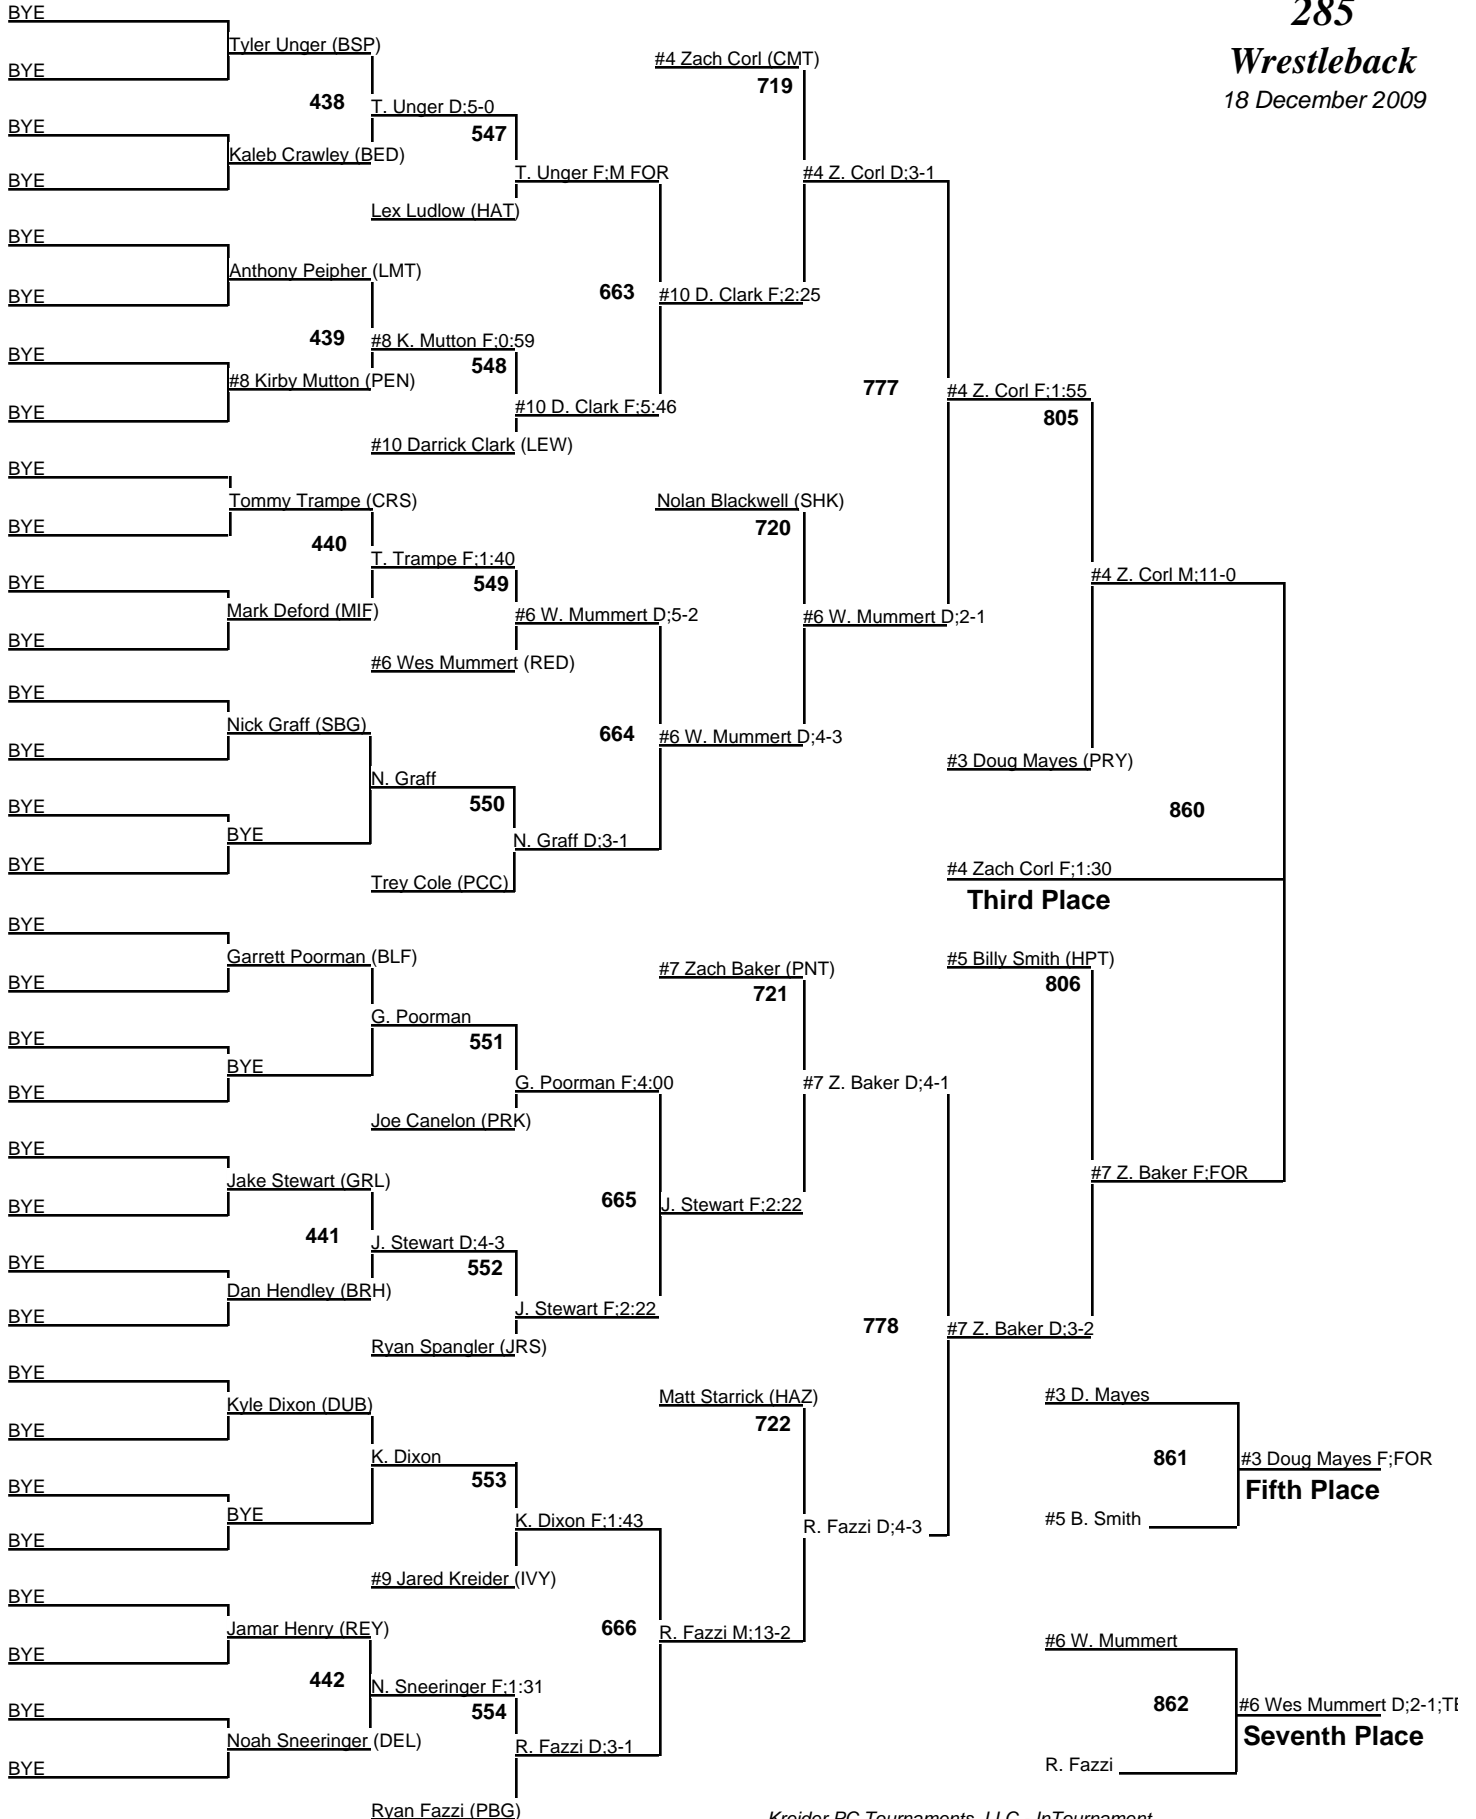 285
Wrestleback
18 December 2009
BYE
Tyler Unger (BSP)
BYE
438
T. Unger D;5-0
BYE
547
Kaleb Crawley (BED)
BYE
T. Unger F;M FOR
Lex Ludlow (HAT)
BYE
Anthony Peipher (LMT)
BYE
663
#10 D. Clark F;2:25
439
#8 K. Mutton F;0:59
BYE
548
#8 Kirby Mutton (PEN)
BYE
#10 D. Clark F;5:46
#10 Darrick Clark (LEW)
#4 Zach Corl (CMT)
719
#4 Z. Corl D;3-1
777
#4 Z. Corl F;1:55
805
BYE
Tommy Trampe (CRS)
BYE
440
T. Trampe F;1:40
BYE
549
Mark Deford (MIF)
BYE
#6 W. Mummert D;5-2
#6 Wes Mummert (RED)
Nolan Blackwell (SHK)
720
#6 W. Mummert D;2-1
#4 Z. Corl M;11-0
BYE
Nick Graff (SBG)
BYE
664
#6 W. Mummert D;4-3
N. Graff
BYE
550
BYE
BYE
N. Graff D;3-1
Trey Cole (PCC)
#3 Doug Mayes (PRY)
860
#4 Zach Corl F;1:30
Third Place
BYE
Garrett Poorman (BLF)
BYE
G. Poorman
BYE
551
BYE
BYE
G. Poorman F;4:00
Joe Canelon (PRK)
#7 Zach Baker (PNT)
721
#7 Z. Baker D;4-1
#5 Billy Smith (HPT)
806
BYE
Jake Stewart (GRL)
BYE
665
J. Stewart F;2:22
441
J. Stewart D;4-3
BYE
552
Dan Hendley (BRH)
BYE
J. Stewart F;2:22
Ryan Spangler (JRS)
#7 Z. Baker F;FOR
778
#7 Z. Baker D;3-2
BYE
Kyle Dixon (DUB)
BYE
K. Dixon
BYE
553
BYE
BYE
K. Dixon F;1:43
#9 Jared Kreider (IVY)
Matt Starrick (HAZ)
722
R. Fazzi D;4-3
#3 D. Mayes
861
#3 Doug Mayes F;FOR
Fifth Place
#5 B. Smith
BYE
Jamar Henry (REY)
BYE
666
R. Fazzi M;13-2
442
N. Sneeringer F;1:31
BYE
554
Noah Sneeringer (DEL)
BYE
R. Fazzi D;3-1
Ryan Fazzi (PBG)
#6 W. Mummert
862
#6 Wes Mummert D;2-1;TB
Seventh Place
R. Fazzi
Kreider PC Tournaments, LLC - InTournament